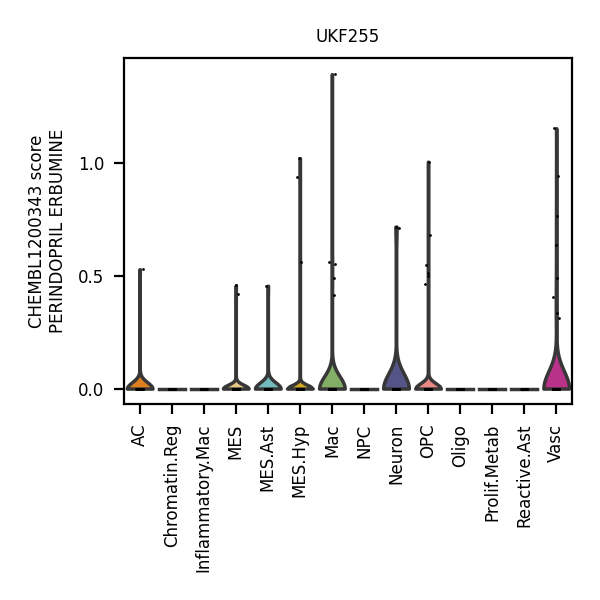 UKF255
CHEMBL1200343 score
PERINDOPRIL ERBUMINE
1.0
0.5
0.0
AC
Chromatin.Reg
Inflammatory.Mac
MES
MES.Ast
MES.Hyp
Mac
NPC
Neuron
OPC
Oligo
Prolif.Metab
Reactive.Ast
Vasc